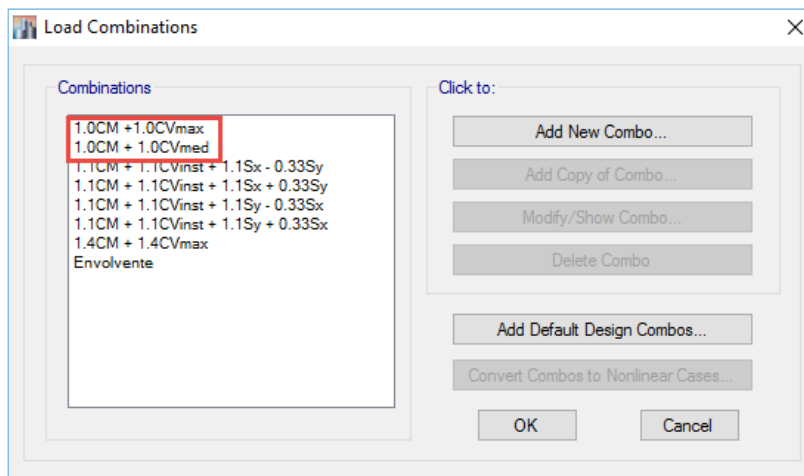 Load Combinations
Combinations
1.0CM +1.0CVmax
1.0CM + 1.0CVmed
1.1CM + 1.1CVinst + 1.1Sx - 0.33Sy
1.1CM + 1.1CVinst + 1.1Sx + 0.33Sy
1.1CM + 1.1CVinst + 1.1Sy - 0.33Sx
1.1CM + 1.1CVinst + 1.1Sy + 0.33Sx
1.4CM + 1.4CVmax
Envolvente
Click to:
Add New Combo...
Add Copy of Combo...
Modify/Show Combo...
Delete Combo
Add Default Design Combos...
Convert Combos to Nonlinear Cases...
OK
Cancel